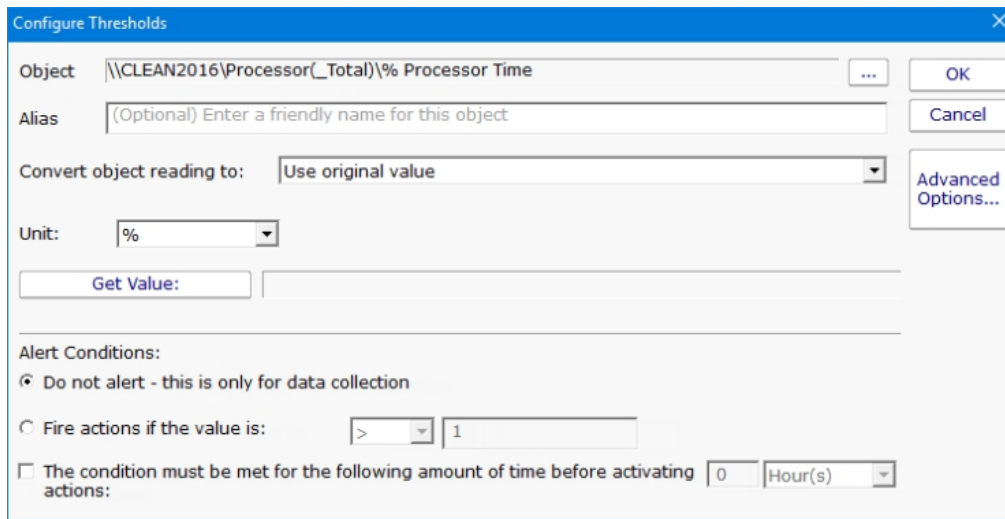 Configure Thresholds
Object \\CLEAN2016\Processor(_Total)\% Processor Time ... OK
Alias (Optional) Enter a friendly name for this object Cancel
Convert object reading to: Use original value
Advanced
Options...
Unit: %
Get Value:
Alert Conditions:
Do not alert - this is only for data collection
Fire actions if the value is: > 1
The condition must be met for the following amount of time before activating 0 Hour(s)
actions: